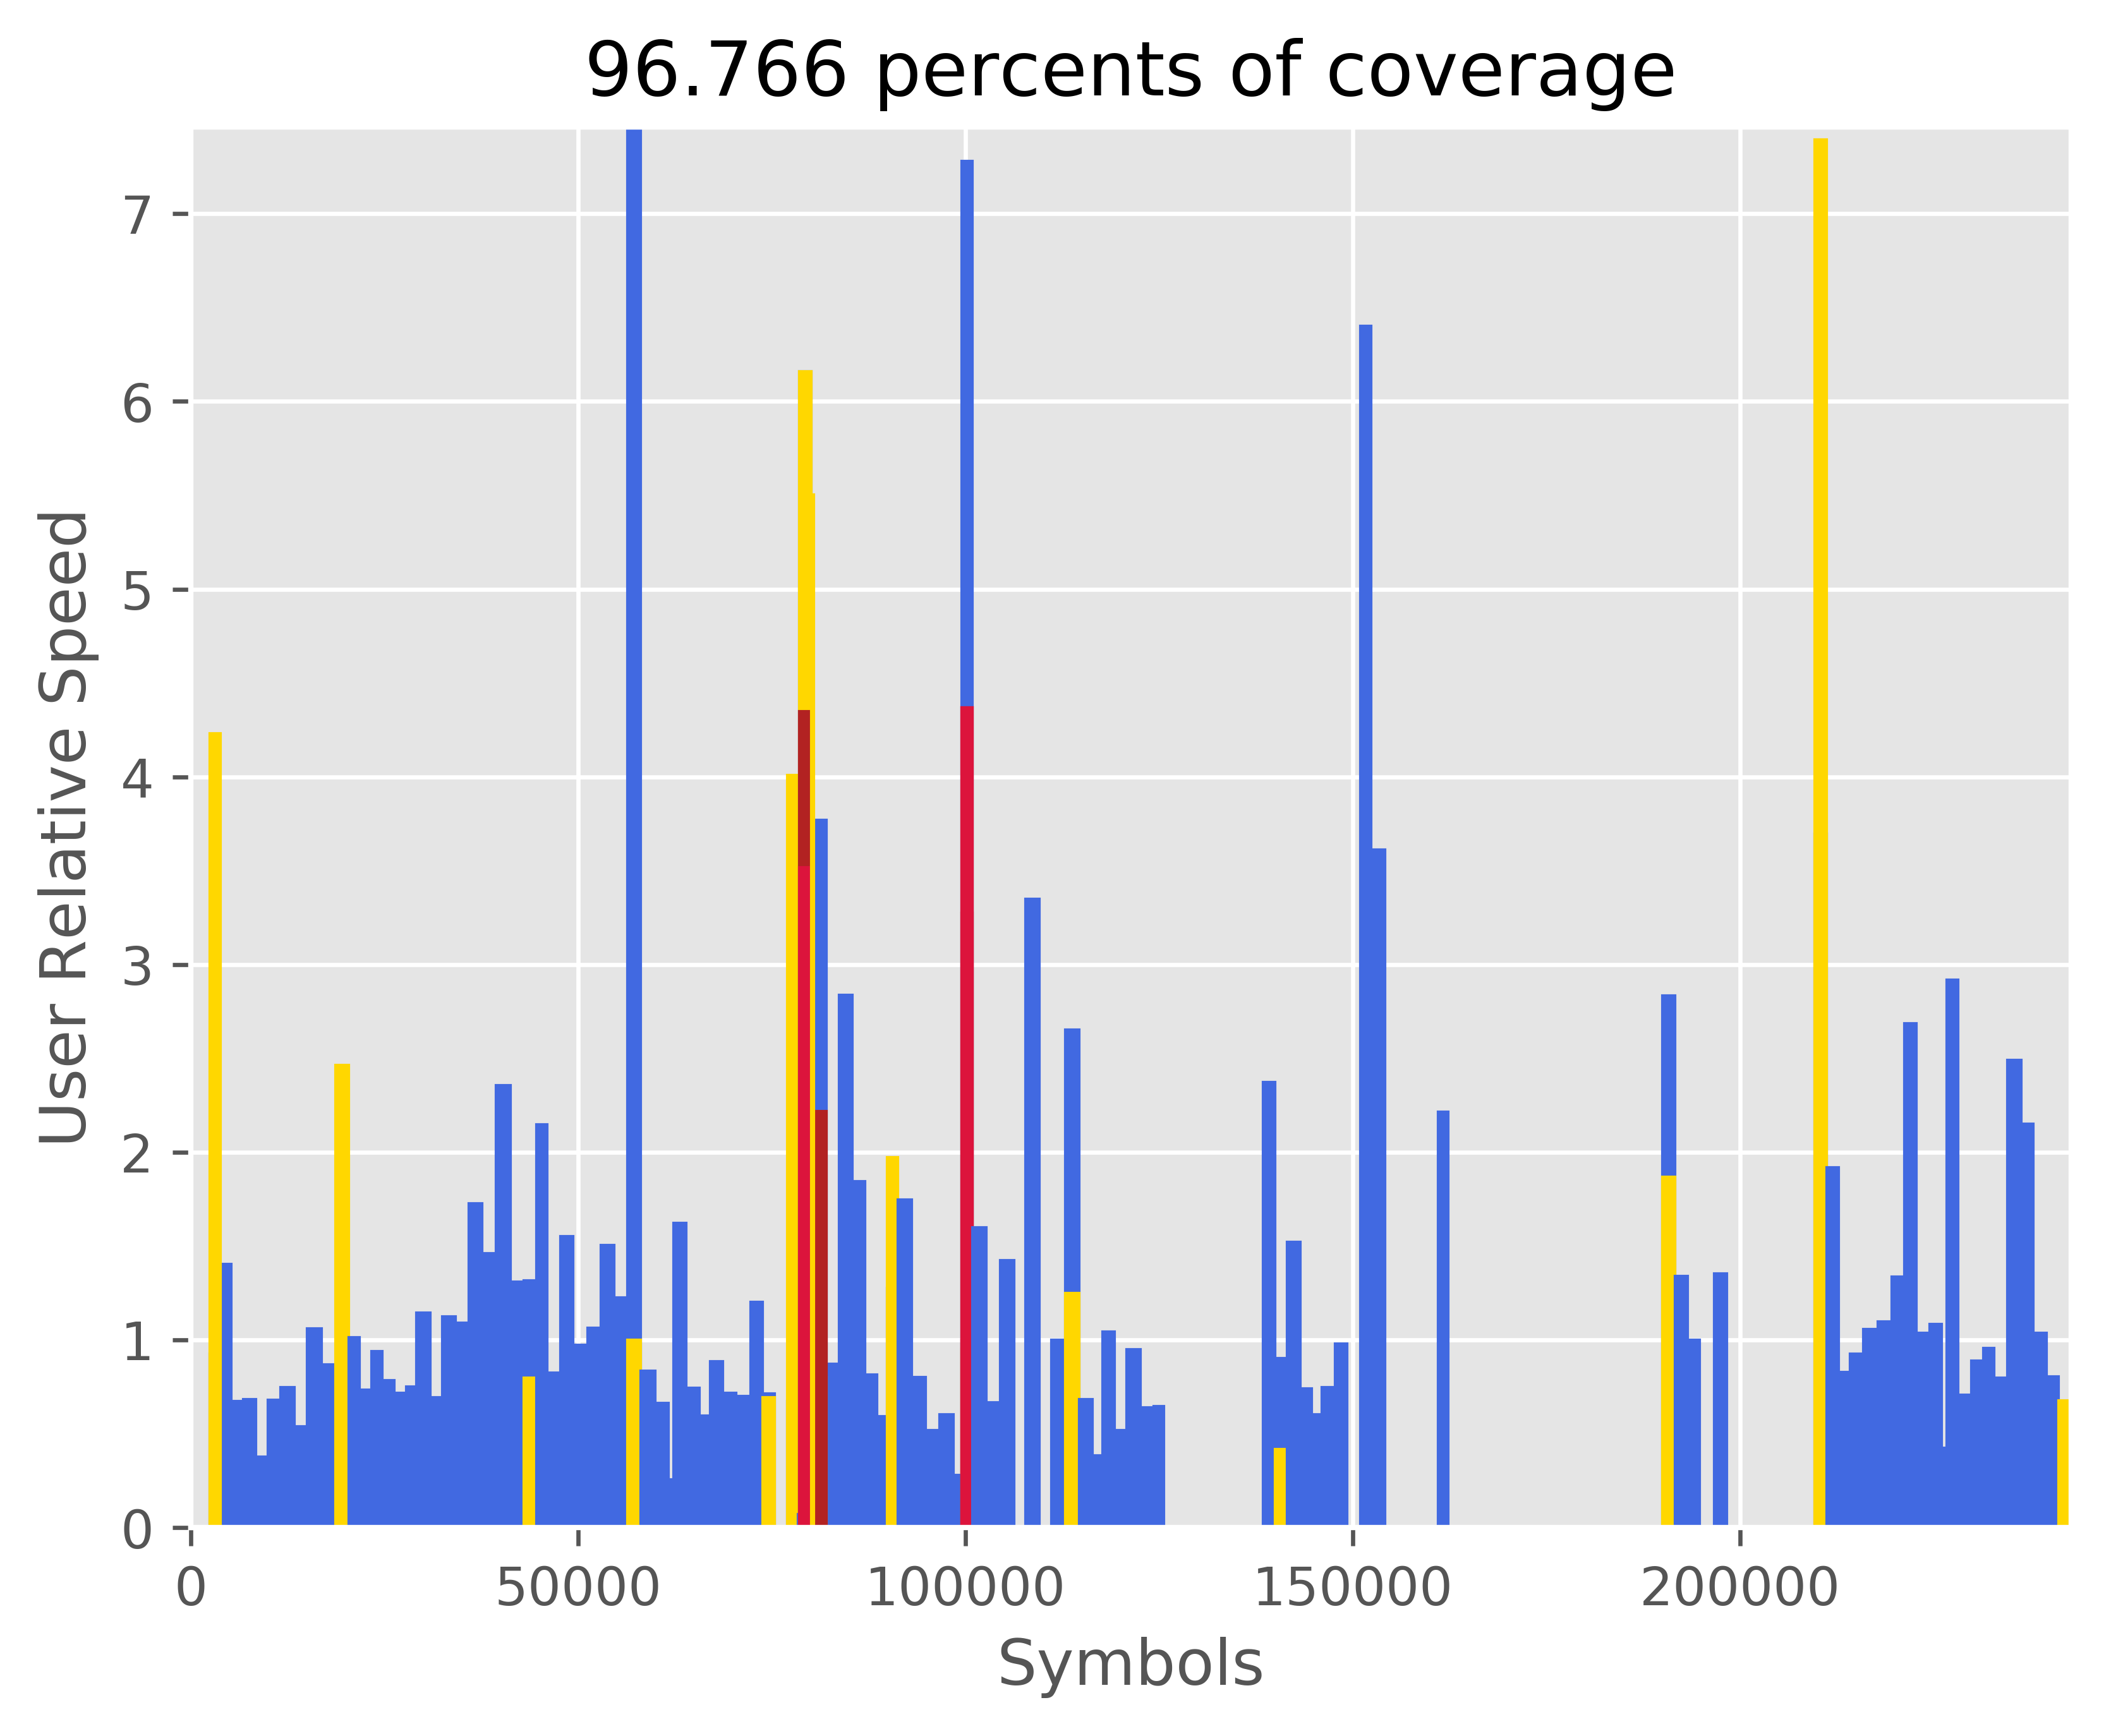 96.766 percents of coverage
User Relative Speed
7
6
5
4
3
2
1
0
0 50000 100000 150000 200000
Symbols